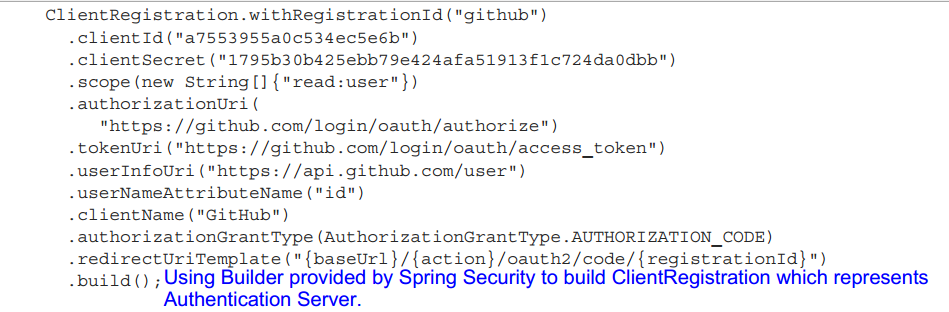 ClientRegistration.withRegistrationId("github")
.clientId("a7553955a0c534ec5e6b")
.clientSecret("1795b30b425ebb79e424afa51913f1c724da0dbb")
.scope(new String[]{"read:user"})
.authorizationUri(
"https://github.com/login/oauth/authorize")
.tokenUri("https://github.com/login/oauth/access_token")
.userInfoUri("https://api.github.com/user")
.userNameAttributeName("id")
.clientName("GitHub")
.authorizationGrantType(AuthorizationGrantType.AUTHORIZATION_CODE)
.redirectUriTemplate("{baseUrl}/{action}/oauth2/code/{registrationId}")
.build(); Using Builder provided by Spring Security to build ClientRegistration which represents
Authentication Server.